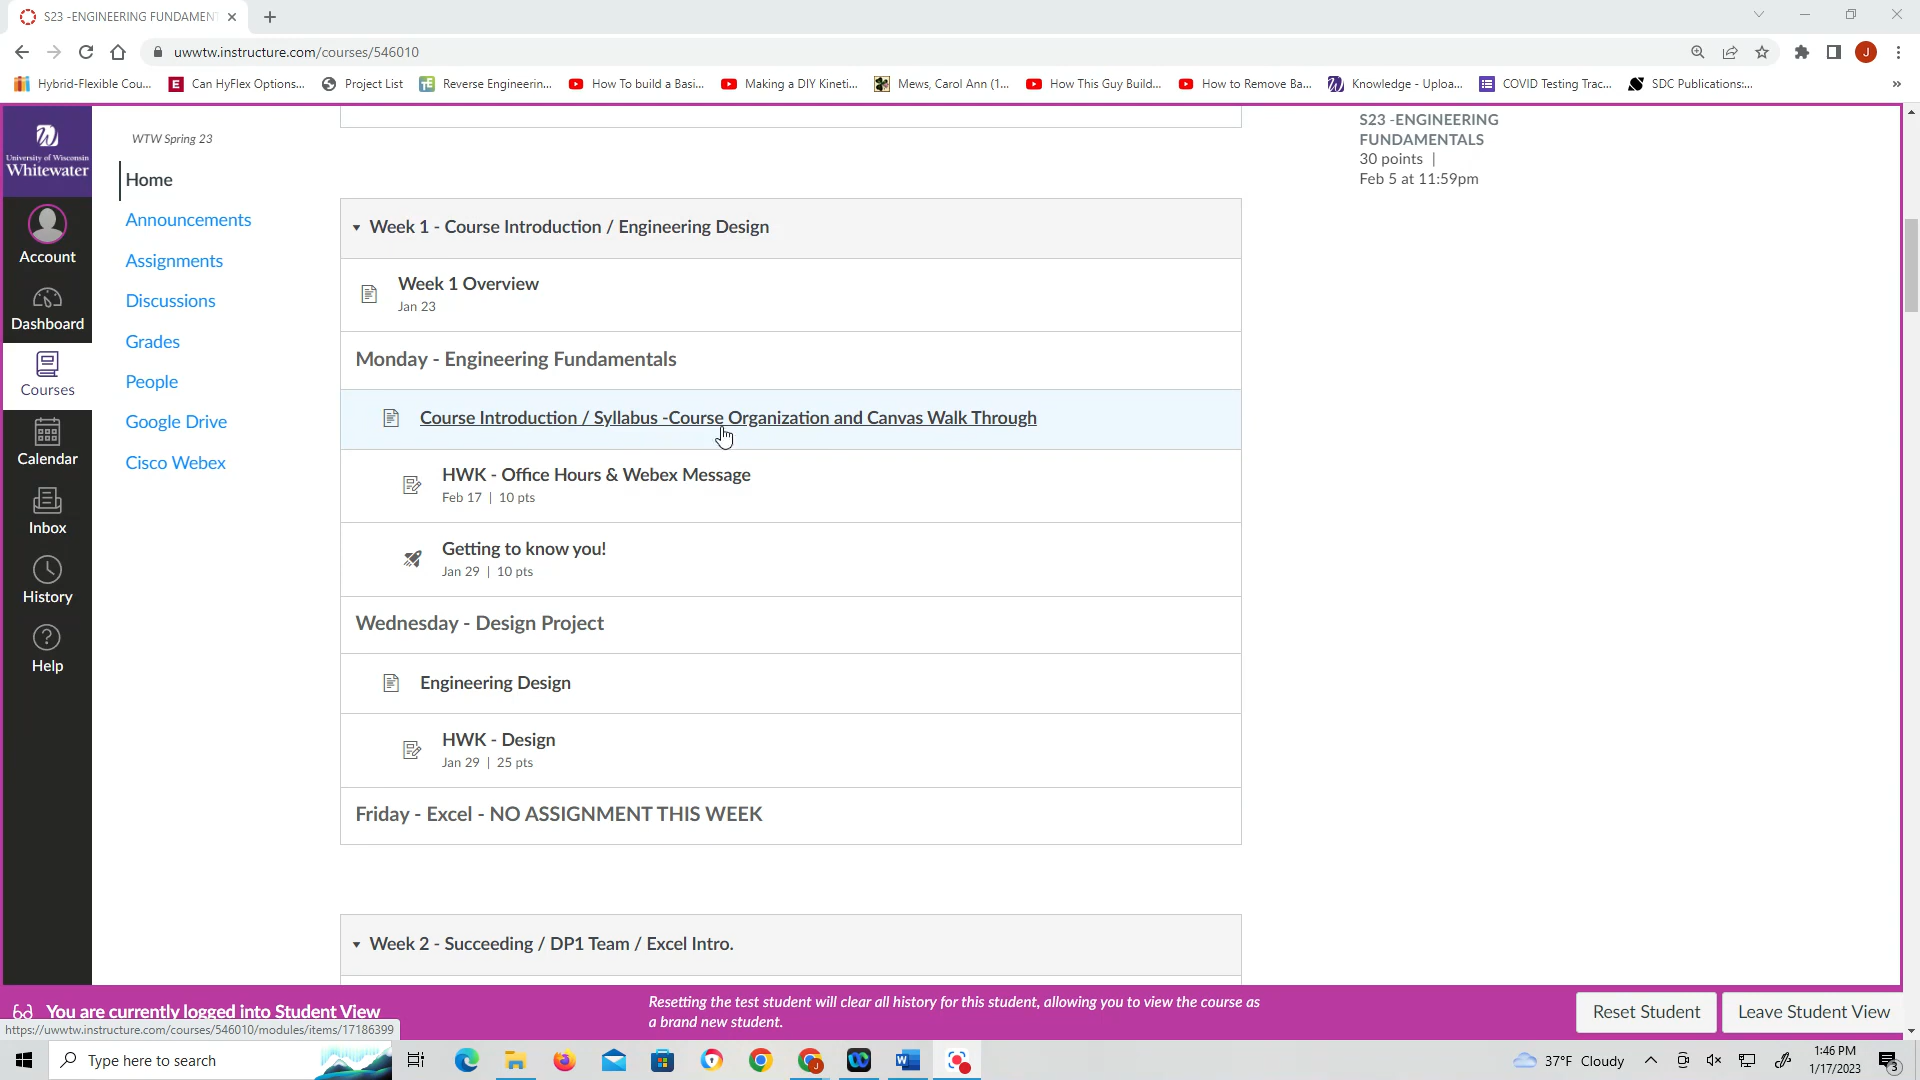 S23 -ENGINEERING FUNDAMENT
uwwtw.instructure.com/courses/546010
J
Hybrid-Flexible Cou...
Can HyFlex Options...
Project List
Reverse Engineerin...
How To build a Basi...
Making a DIY Kineti...
Mews, Carol Ann (1...
How This Guy Build...
How to Remove Ba...
Knowledge - Uploa...
COVID Testing Trac...
SDC Publications:...
»
University of Wisconsin
Whitewater
Account
Dashboard
Courses
Calendar
Inbox
History
Help
WTW Spring 23
Home
Announcements
Assignments
Discussions
Grades
People
Google Drive
Cisco Webex
Week 1 - Course Introduction / Engineering Design
Week 1 Overview
Jan 23
Monday - Engineering Fundamentals
Course Introduction / Syllabus -Course Organization and Canvas Walk Through
HWK - Office Hours & Webex Message
Feb 17 | 10 pts
Getting to know you!
Jan 29 | 10 pts
Wednesday - Design Project
Engineering Design
HWK - Design
Jan 29 | 25 pts
Friday - Excel - NO ASSIGNMENT THIS WEEK
Week 2 - Succeeding / DP1 Team / Excel Intro.
S23 -ENGINEERING
FUNDAMENTALS
30 points |
Feb 5 at 11:59pm
You are currently logged into Student View
Resetting the test student will clear all history for this student, allowing you to view the course as
a brand new student.
Reset Student
Leave Student View
https://uwwtw.instructure.com/courses/546010/modules/items/17186399
Type here to search
37°F Cloudy
1:46 PM
1/17/2023
3